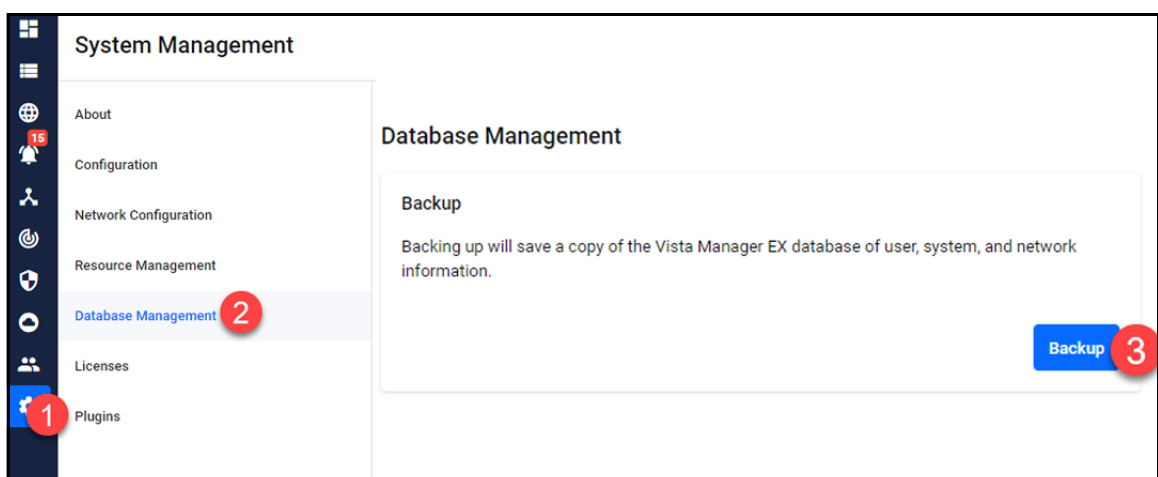 System Management
15
About
Configuration
Network Configuration
Resource Management
Database Management 2
Licenses
1
Plugins
Database Management
Backup
Backing up will save a copy of the Vista Manager EX database of user, system, and network
information.
Backup 3